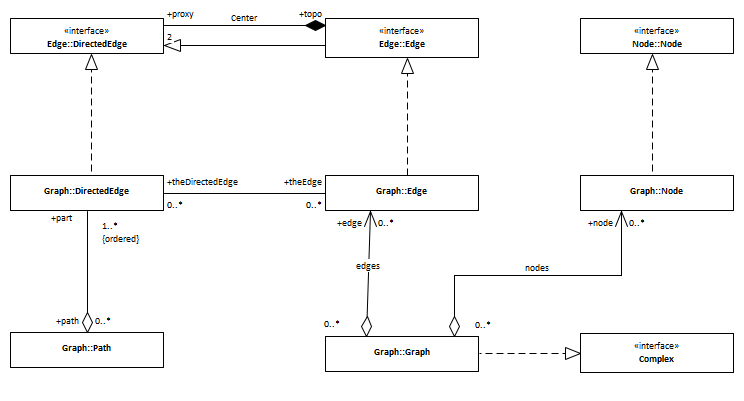 +proxy
Center
+topo
«interface»
Edge::DirectedEdge
2
«interface»
Edge::Edge
«interface»
Node::Node
Graph::DirectedEdge
+theDirectedEdge
+theEdge
0..*
0..*
Graph::Edge
Graph::Node
+part
1..*
{ordered}
+edge
0..*
+node
0..*
edges
nodes
+path
0..*
0..*
0..*
Graph::Path
Graph::Graph
«interface»
Complex